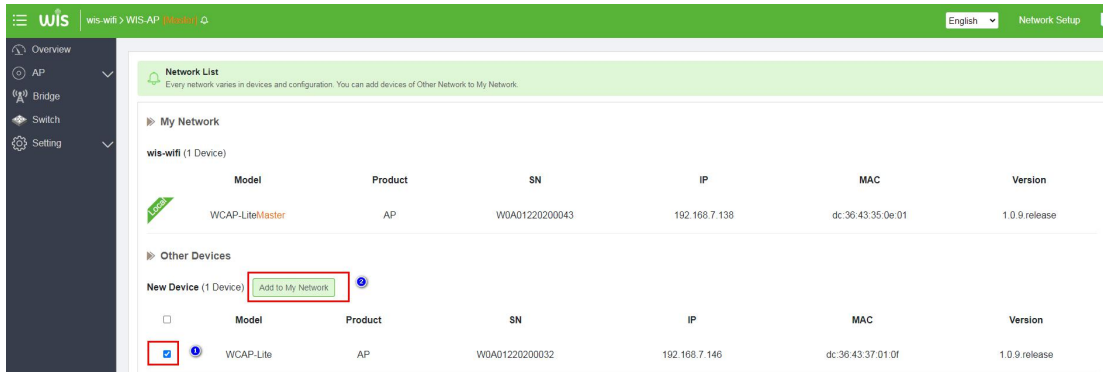 wis wis-wifi > WIS-AP (Master) English Network Setup
Overview
AP
Bridge
Switch
Setting
Network List
Every network varies in devices and configuration. You can add devices of Other Network to My Network.
My Network
wis-wifi (1 Device)
Model Product SN IP MAC Version
Local WCAP-LiteMaster AP W0A01220200043 192.168.7.138 dc:36:43:35:0e:01 1.0.9.release
Other Devices
New Device (1 Device) Add to My Network 2
Model Product SN IP MAC Version
1 WCAP-Lite AP W0A01220200032 192.168.7.146 dc:36:43:37:01:0f 1.0.9.release